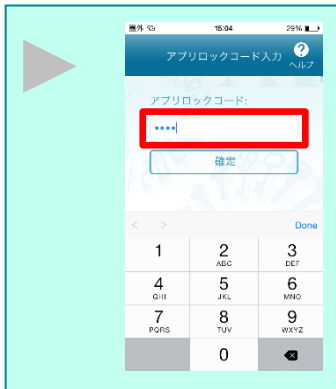 圏外 15:04 29%
アプリロックコード入力 ?
ヘルプ
アプリロックコード:
••••
確定
< > Done
1 2 3
ABC DEF
4 5 6
GHI JKL MNO
7 8 9
PQRS TUV WXYZ
0